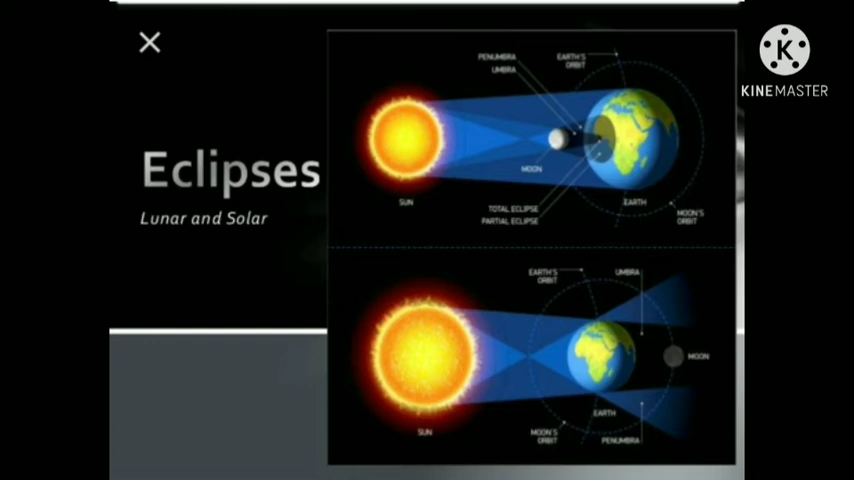 Eclipses
Lunar and Solar
KINEMASTER
PENUMBRA
UMBRA
EARTH'S
ORBIT
MOON
SUN
TOTAL ECLIPSE
PARTIAL ECLIPSE
EARTH
MOON'S
ORBIT
EARTH'S
ORBIT
UMBRA
MOON
EARTH
SUN
MOON'S
ORBIT
PENUMBRA